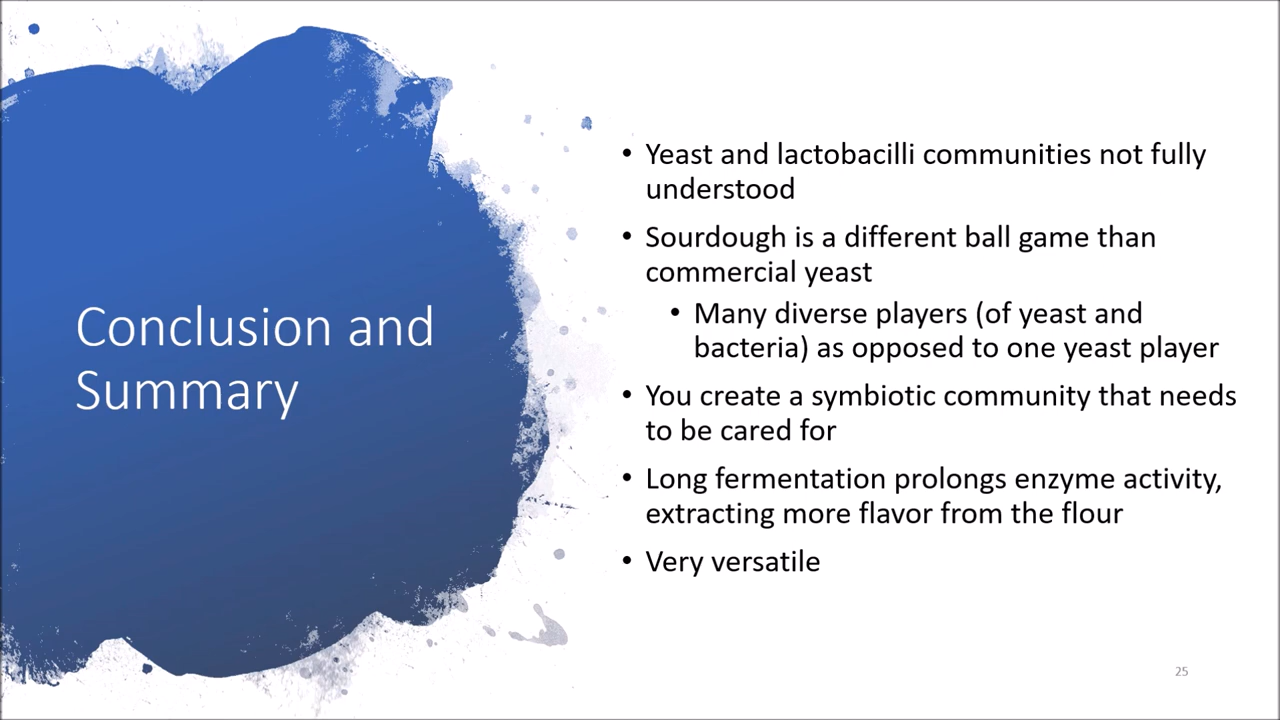 Conclusion and
Summary
• Yeast and lactobacilli communities not fully
understood
• Sourdough is a different ball game than
commercial yeast
• Many diverse players (of yeast and
bacteria) as opposed to one yeast player
• You create a symbiotic community that needs
to be cared for
• Long fermentation prolongs enzyme activity,
extracting more flavor from the flour
• Very versatile
25